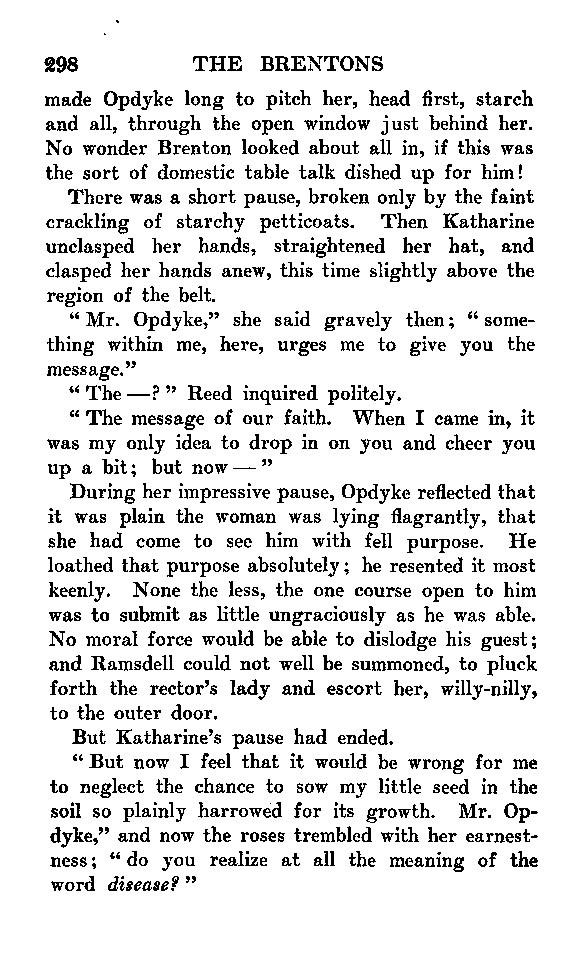 298 THE BRENTONS
made Opdyke long to pitch her, head first, starch
and all, through the open window just behind her.
No wonder Brenton looked about all in, if this was
the sort of domestic table talk dished up for him!
There was a short pause, broken only by the faint
crackling of starchy petticoats. Then Katharine
unclasped her hands, straightened her hat, and
clasped her hands anew, this time slightly above the
region of the belt.
“ Mr. Opdyke,” she said gravely then; “ some-
thing within me, here, urges me to give you the
message.”
“ The —? ” Reed inquired politely.
“ The message of our faith. When I came in, it
was my only idea to drop in on you and cheer you
up a bit; but now — ”
During her impressive pause, Opdyke reflected that
it was plain the woman was lying flagrantly, that
she had come to see him with fell purpose. He
loathed that purpose absolutely; he resented it most
keenly. None the less, the one course open to him
was to submit as little ungraciously as he was able.
No moral force would be able to dislodge his guest;
and Ramsdell could not well be summoned, to pluck
forth the rector’s lady and escort her, willy-nilly,
to the outer door.
But Katharine’s pause had ended.
“ But now I feel that it would be wrong for me
to neglect the chance to sow my little seed in the
soil so plainly harrowed for its growth. Mr. Op-
dyke,” and now the roses trembled with her earnest-
ness; “ do you realize at all the meaning of the
word disease? ”